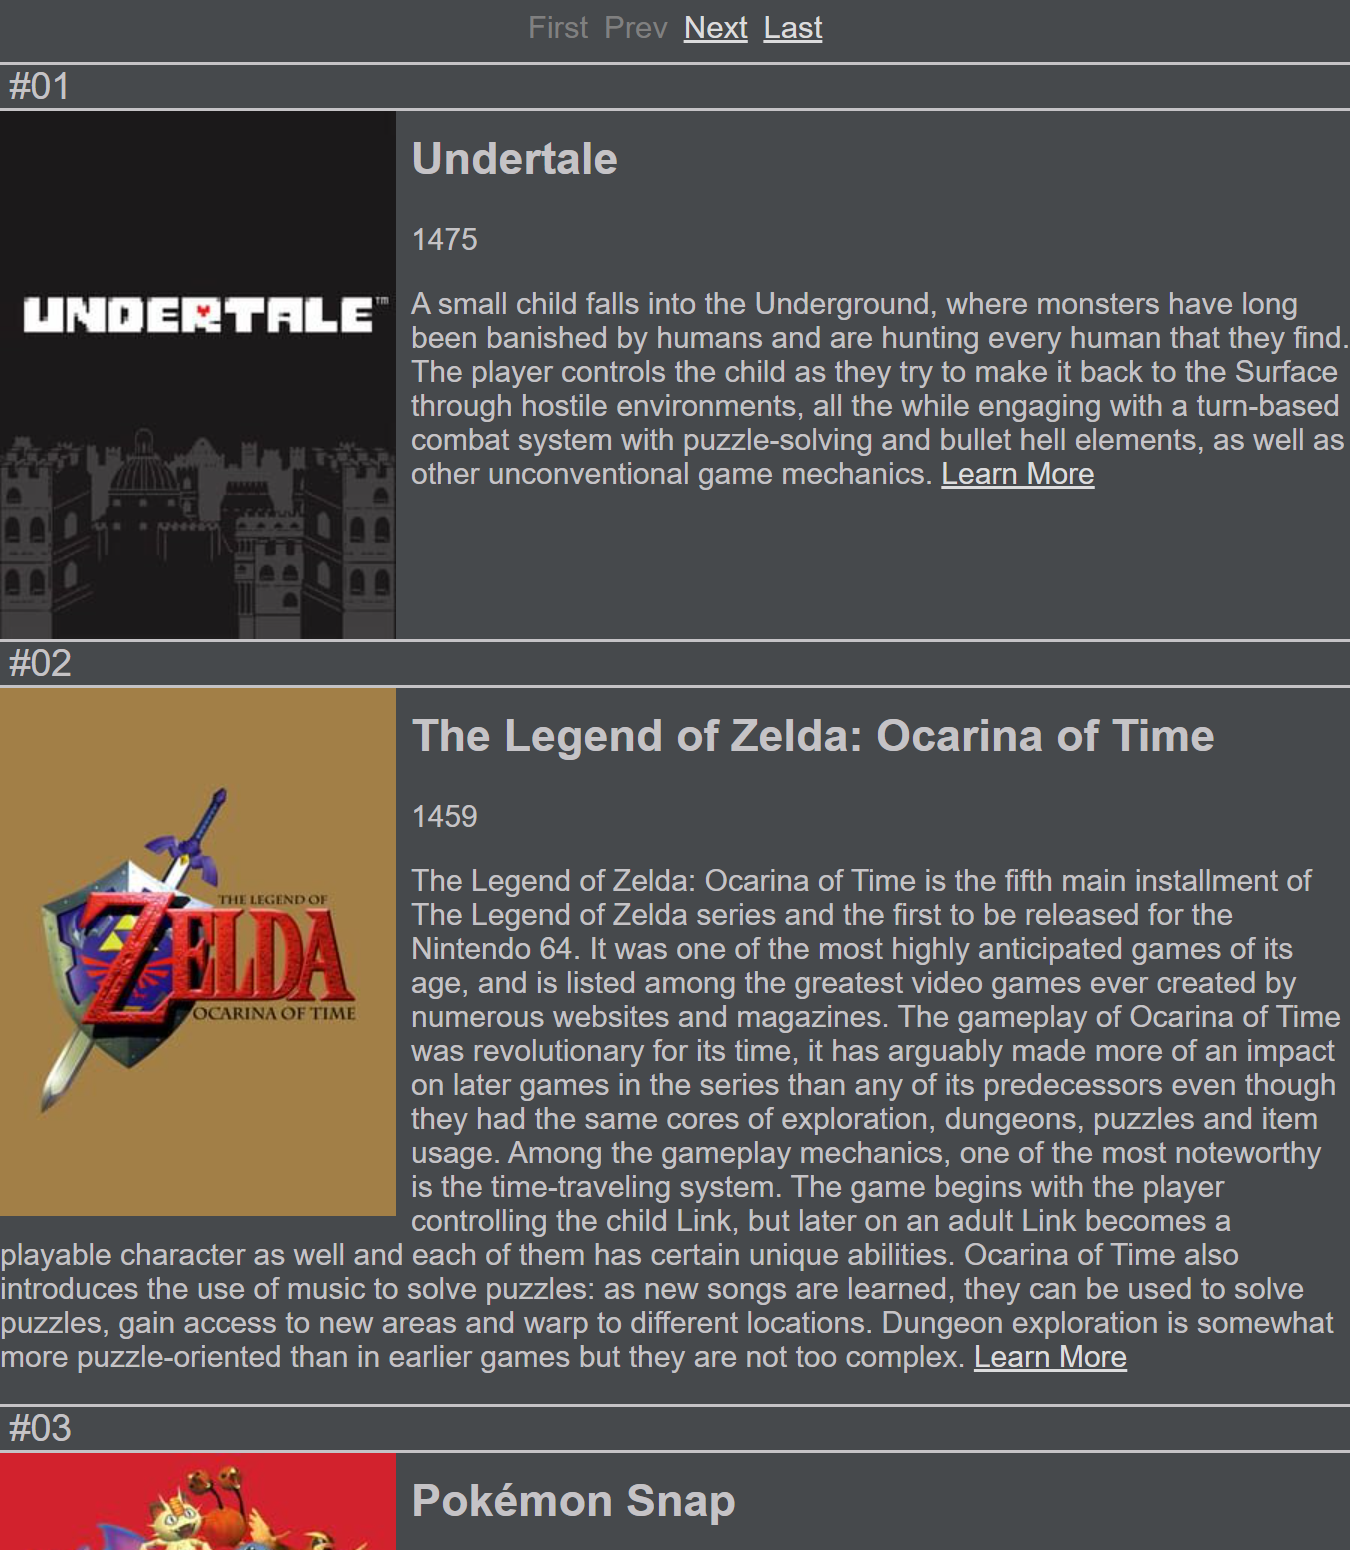 First Prev Next Last
#01
UNDERTALE™
Undertale
1475
A small child falls into the Underground, where monsters have long
been banished by humans and are hunting every human that they find.
The player controls the child as they try to make it back to the Surface
through hostile environments, all the while engaging with a turn-based
combat system with puzzle-solving and bullet hell elements, as well as
other unconventional game mechanics. Learn More
#02
THE LEGEND OF
ZELDA
OCARINA OF TIME
The Legend of Zelda: Ocarina of Time
1459
The Legend of Zelda: Ocarina of Time is the fifth main installment of
The Legend of Zelda series and the first to be released for the
Nintendo 64. It was one of the most highly anticipated games of its
age, and is listed among the greatest video games ever created by
numerous websites and magazines. The gameplay of Ocarina of Time
was revolutionary for its time, it has arguably made more of an impact
on later games in the series than any of its predecessors even though
they had the same cores of exploration, dungeons, puzzles and item
usage. Among the gameplay mechanics, one of the most noteworthy
is the time-traveling system. The game begins with the player
controlling the child Link, but later on an adult Link becomes a
playable character as well and each of them has certain unique abilities. Ocarina of Time also
introduces the use of music to solve puzzles: as new songs are learned, they can be used to solve
puzzles, gain access to new areas and warp to different locations. Dungeon exploration is somewhat
more puzzle-oriented than in earlier games but they are not too complex. Learn More
#03
Pokémon Snap